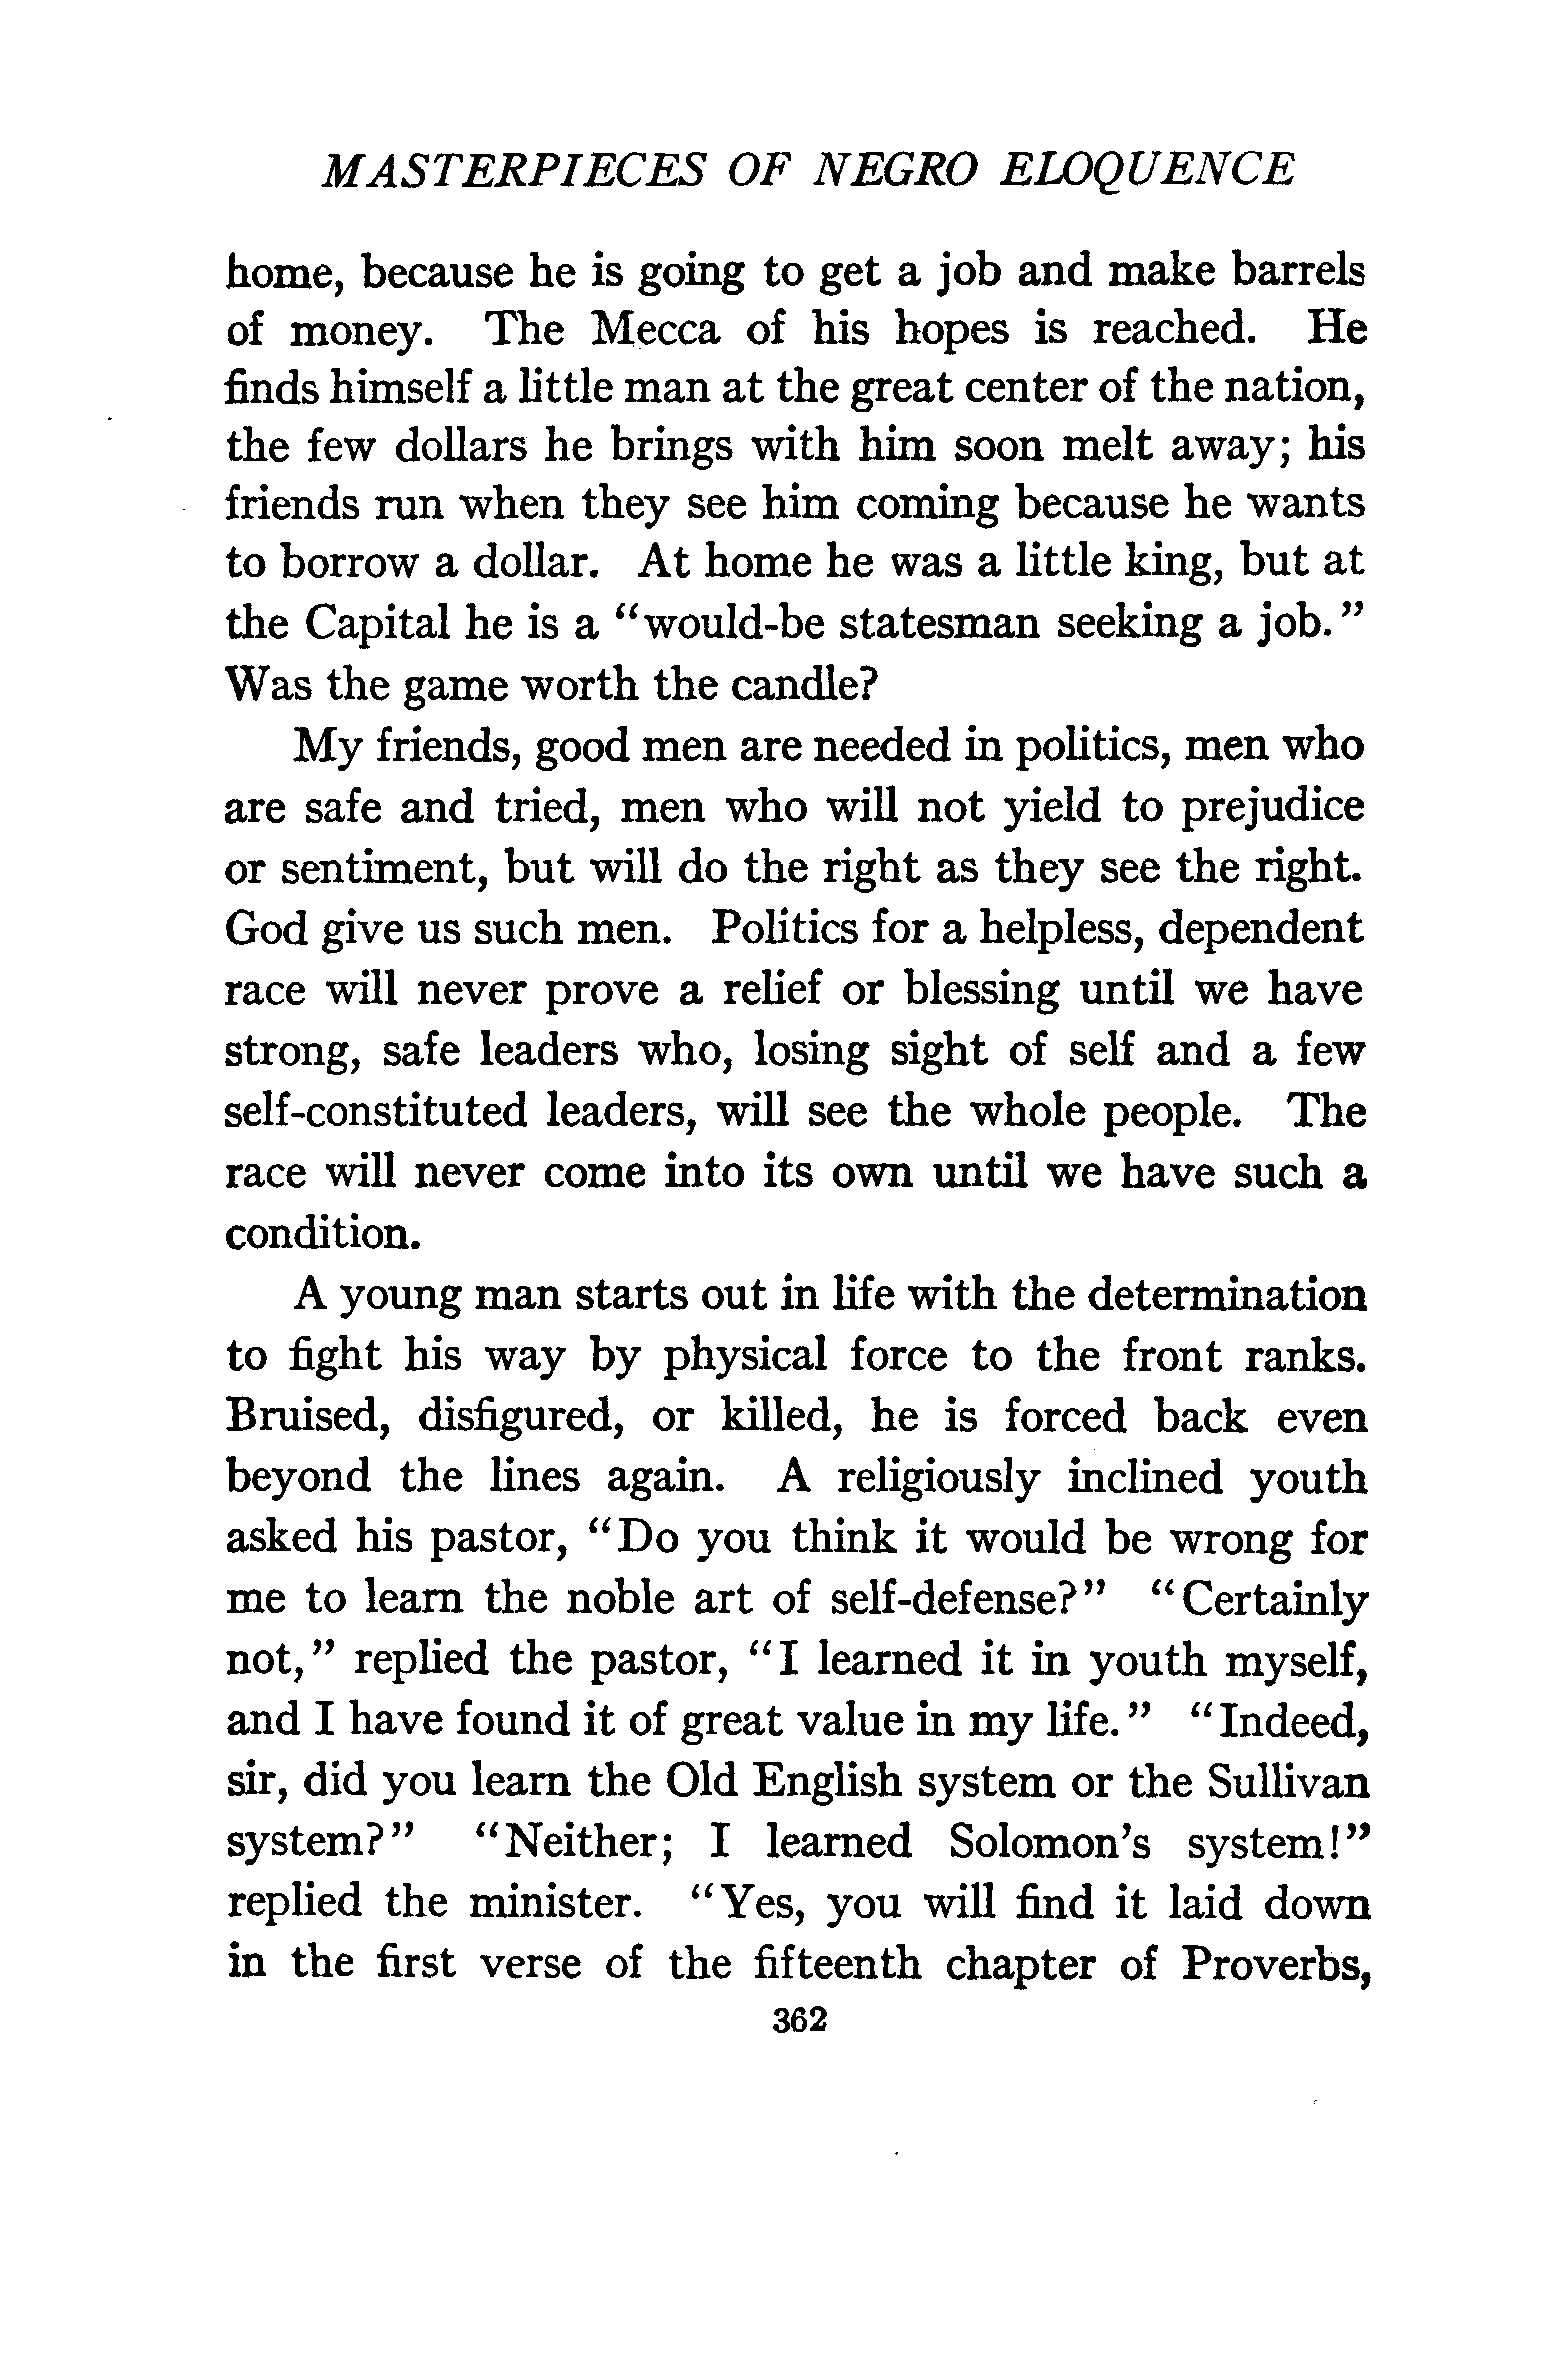 MASTERPIECES OF NEGRO ELOQUENCE
home, because he is going to get a job and make barrels
of money. The Mecca of his hopes is reached. He
finds himself a little man at the great center of the nation,
the few dollars he brings with him soon melt away; his
friends run when they see him coming because he wants
to borrow a dollar. At home he was a little king, but at
the Capital he is a "would-be statesman seeking a job."
Was the game worth the candle?
My friends, good men are needed in politics, men who
are safe and tried, men who will not yield to prejudice
or sentiment, but will do the right as they see the right.
God give us such men. Politics for a helpless, dependent
race will never prove a relief or blessing until we have
strong, safe leaders who, losing sight of self and a few
self-constituted leaders, will see the whole people. The
race will never come into its own until we have such a
condition.
A young man starts out in life with the determination
to fight his way by physical force to the front ranks.
Bruised, disfigured, or killed, he is forced back even
beyond the lines again. A religiously inclined youth
asked his pastor, "Do you think it would be wrong for
me to learn the noble art of self-defense?" "Certainly
not," replied the pastor, "I learned it in youth myself,
and I have found it of great value in my life." "Indeed,
sir, did you learn the Old English system or the Sullivan
system?" "Neither; I learned Solomon's system!"
replied the minister. "Yes, you will find it laid down
in the first verse of the fifteenth chapter of Proverbs,
362